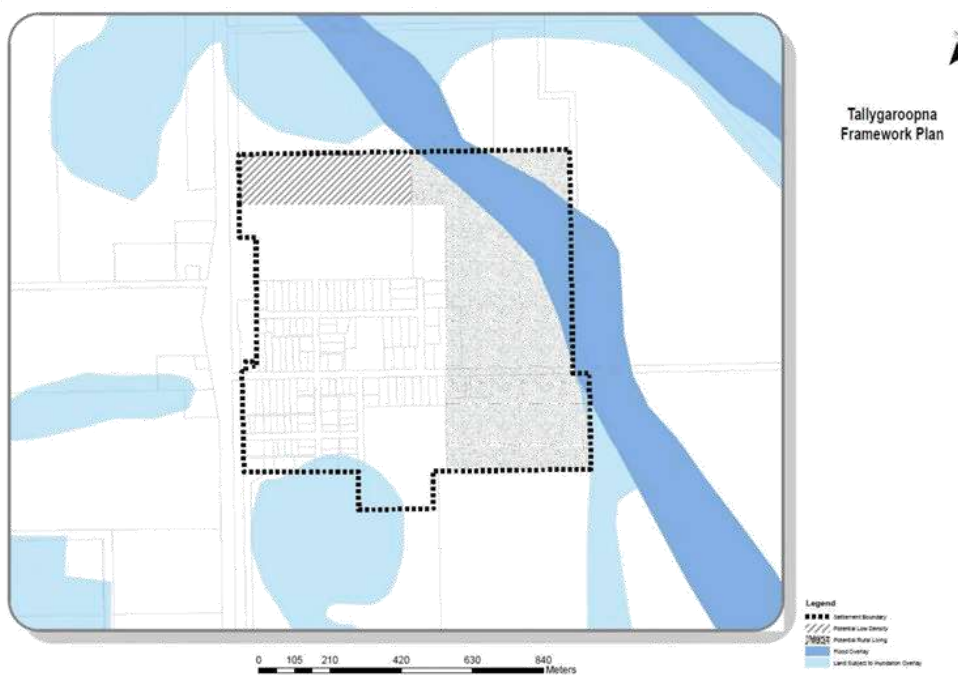 Tallygaroopna
Framework Plan
Legend
Settlement Boundary
Potential Low Density
Potential Rural Living
Flood Overlay
Land Subject to Inundation Overlay
0 105 210 420 630 840
Meters